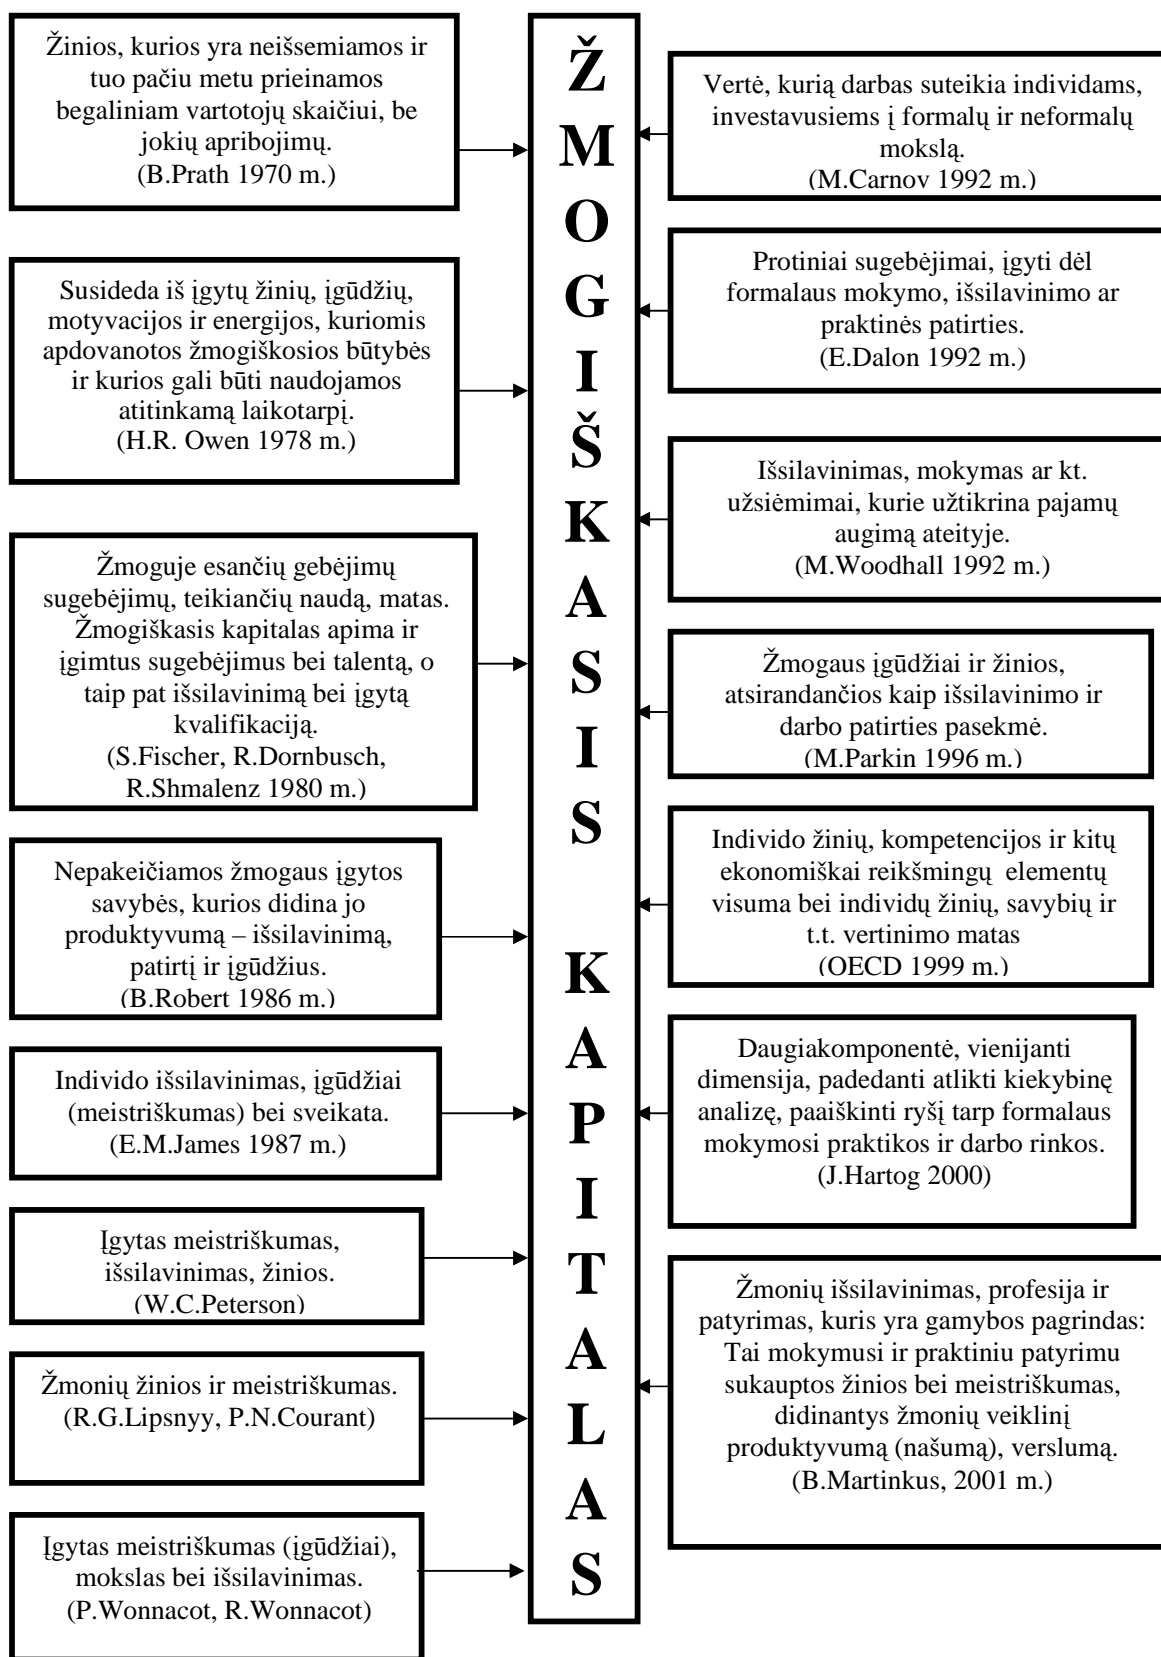 Žinios, kurios yra neišsemiamos ir
tuo pačiu metu prieinamos
begaliniam vartotojų skaičiui, be
jokių apribojimų.
(B.Prath 1970 m.)
Susideda iš įgytų žinių, įgūdžių,
motyvacijos ir energijos, kuriomis
apdovanotos žmogiškosios būtybės
ir kurios gali būti naudojamos
atitinkamą laikotarpį.
(H.R. Owen 1978 m.)
Žmoguje esančių gebėjimų
sugebėjimų, teikiančių naudą, matas.
Žmogiškasis kapitalas apima ir
įgimtus sugebėjimus bei talentą, o
taip pat išsilavinimą bei įgytą
kvalifikaciją.
(S.Fischer, R.Dornbusch,
R.Shmalenz 1980 m.)
Nepakeičiamos žmogaus įgytos
savybės, kurios didina jo
produktyvumą – išsilavinimą,
patirtį ir įgūdžius.
(B.Robert 1986 m.)
Individo išsilavinimas, įgūdžiai
(meistriškumas) bei sveikata.
(E.M.James 1987 m.)
Įgytas meistriškumas,
išsilavinimas, žinios.
(W.C.Peterson)
Žmonių žinios ir meistriškumas.
(R.G.Lipsnyy, P.N.Courant)
Įgytas meistriškumas (įgūdžiai),
mokslas bei išsilavinimas.
(P.Wonnacot, R.Wonnacot)
ŽMOGIŠKASIS KAPITALAS
Vertė, kurią darbas suteikia individams,
investavusiems į formalų ir neformalų
mokslą.
(M.Carnov 1992 m.)
Protiniai sugebėjimai, įgyti dėl
formalaus mokymo, išsilavinimo ar
praktinės patirties.
(E.Dalon 1992 m.)
Išsilavinimas, mokymas ar kt.
užsiėmimai, kurie užtikrina pajamų
augimą ateityje.
(M.Woodhall 1992 m.)
Žmogaus įgūdžiai ir žinios,
atsirandančios kaip išsilavinimo ir
darbo patirties pasekmė.
(M.Parkin 1996 m.)
Individo žinių, kompetencijos ir kitų
ekonomiškai reikšmingų elementų
visuma bei individų žinių, savybių ir
t.t. vertinimo matas
(OECD 1999 m.)
Daugiakomponentė, vienijanti
dimensija, padedanti atlikti kiekybinę
analizę, paaiškinti ryšį tarp formalaus
mokymosi praktikos ir darbo rinkos.
(J.Hartog 2000)
Žmonių išsilavinimas, profesija ir
patyrimas, kuris yra gamybos pagrindas:
Tai mokymusi ir praktiniu patyrimu
sukauptos žinios bei meistriškumas,
didinantys žmonių veiklinį
produktyvumą (našumą), verslumą.
(B.Martinkus, 2001 m.)